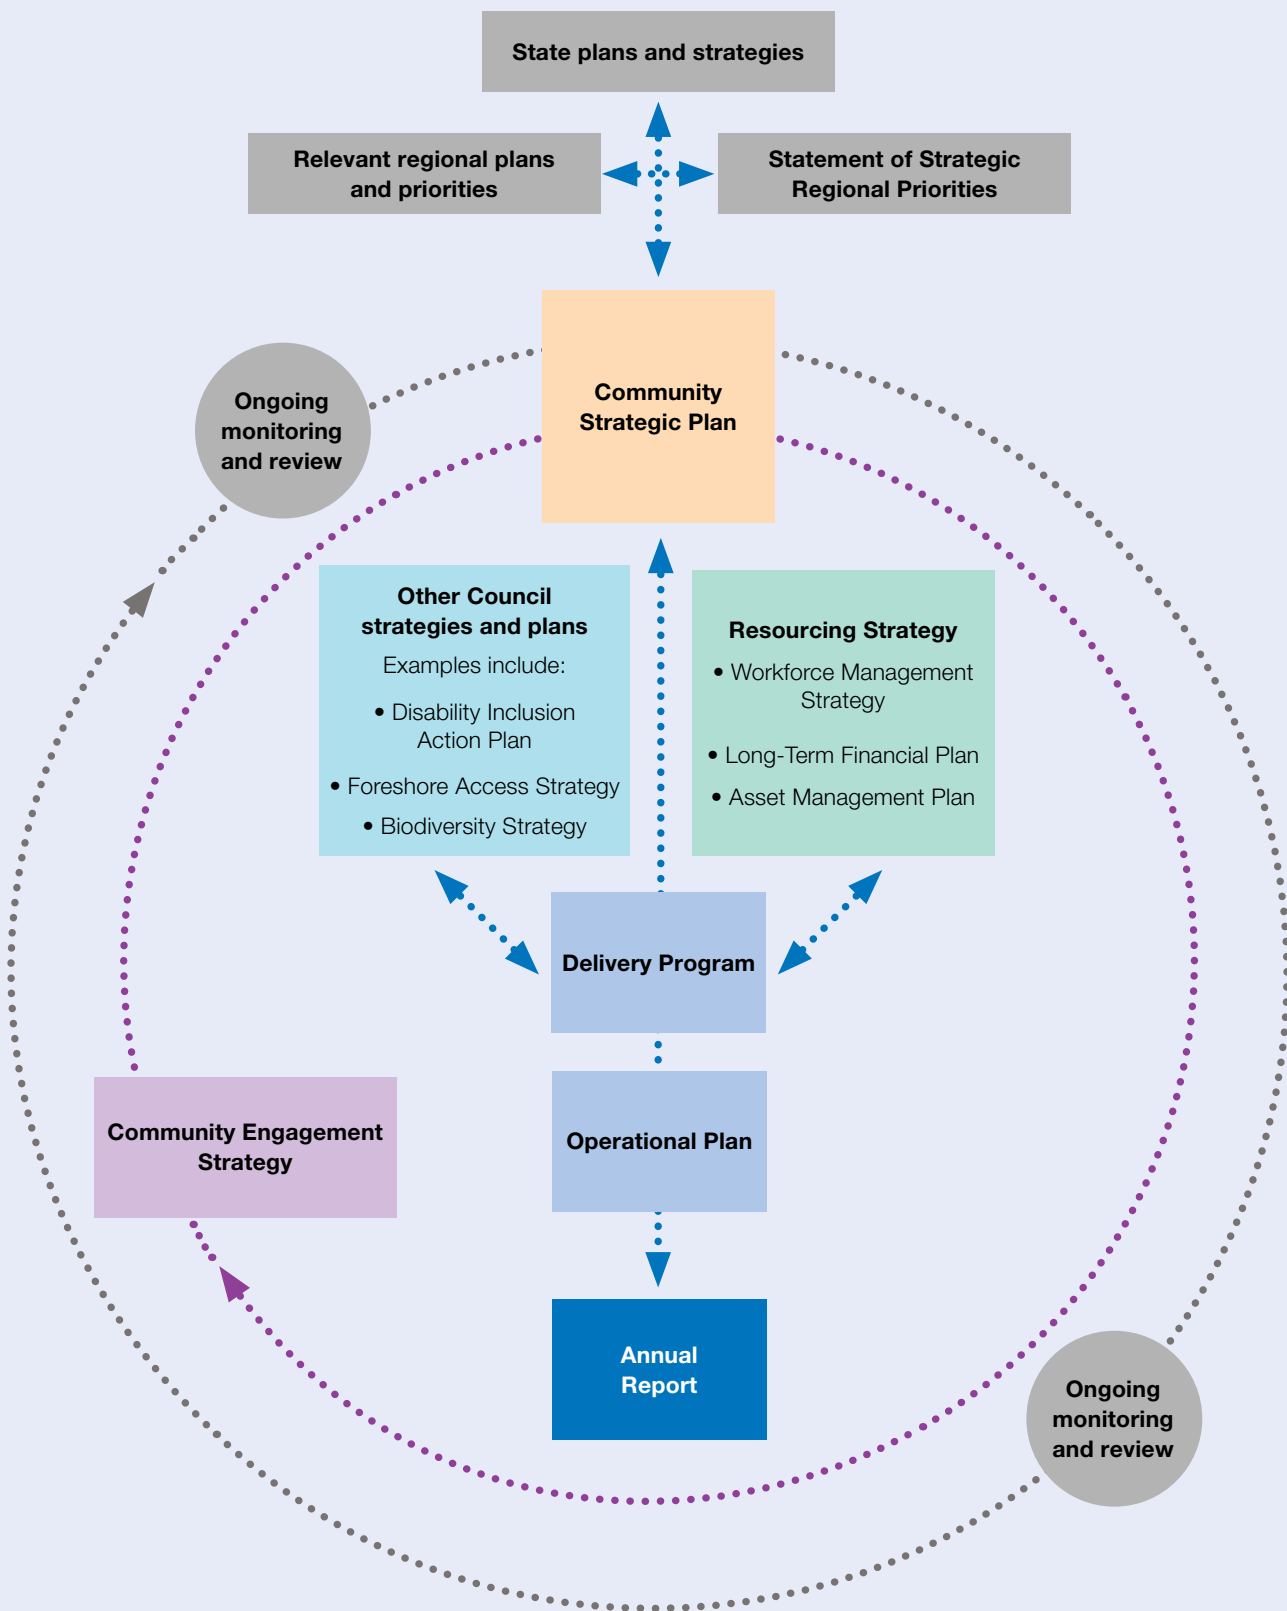 State plans and strategies
Relevant regional plans
and priorities
Statement of Strategic
Regional Priorities
Community
Strategic Plan
Ongoing
monitoring
and review
Other Council
strategies and plans
Examples include:
• Disability Inclusion
Action Plan
• Foreshore Access Strategy
• Biodiversity Strategy
Resourcing Strategy
• Workforce Management
Strategy
• Long-Term Financial Plan
• Asset Management Plan
Delivery Program
Community Engagement
Strategy
Operational Plan
Annual
Report
Ongoing
monitoring
and review